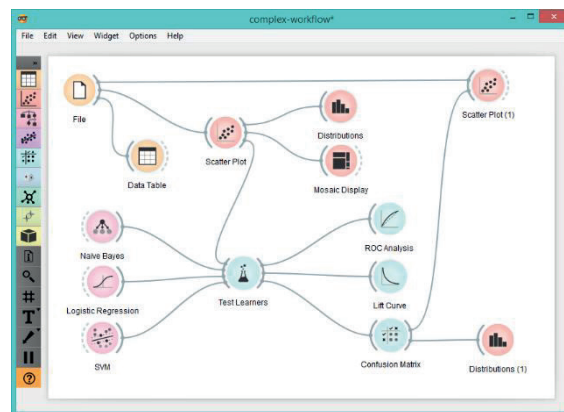 complex-workflow*
File Edit View Widget Options Help
File
Data Table
Scatter Plot
Distributions
Mosaic Display
Scatter Plot (1)
Naive Bayes
Logistic Regression
SVM
Test Learners
ROC Analysis
Lift Curve
Confusion Matrix
Distributions (1)